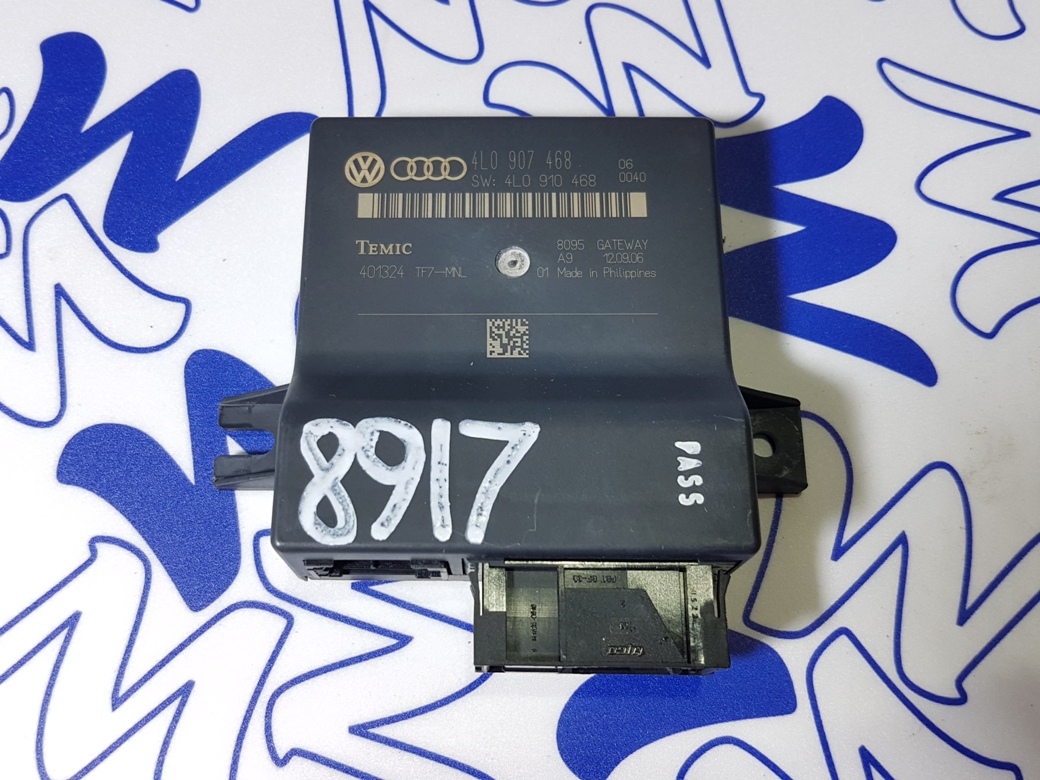 4L0 907 468 06
SW: 4L0 910 468 0040
TEMIC 8095 GATEWAY
A9 12.09.06
401324 TF7-MNL 01 Made in Philippines
8917
PASS